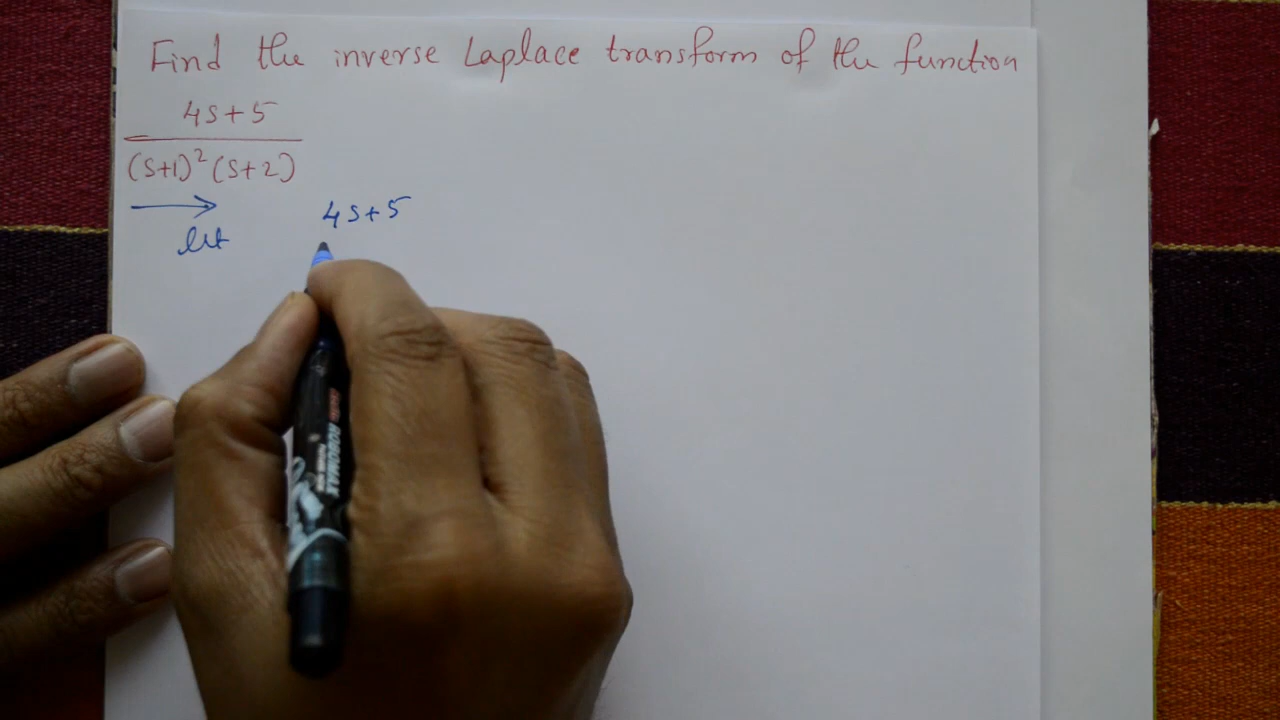 Find the inverse Laplace transform of the function
4s+5
(s+1)²(s+2)
let 4s+5